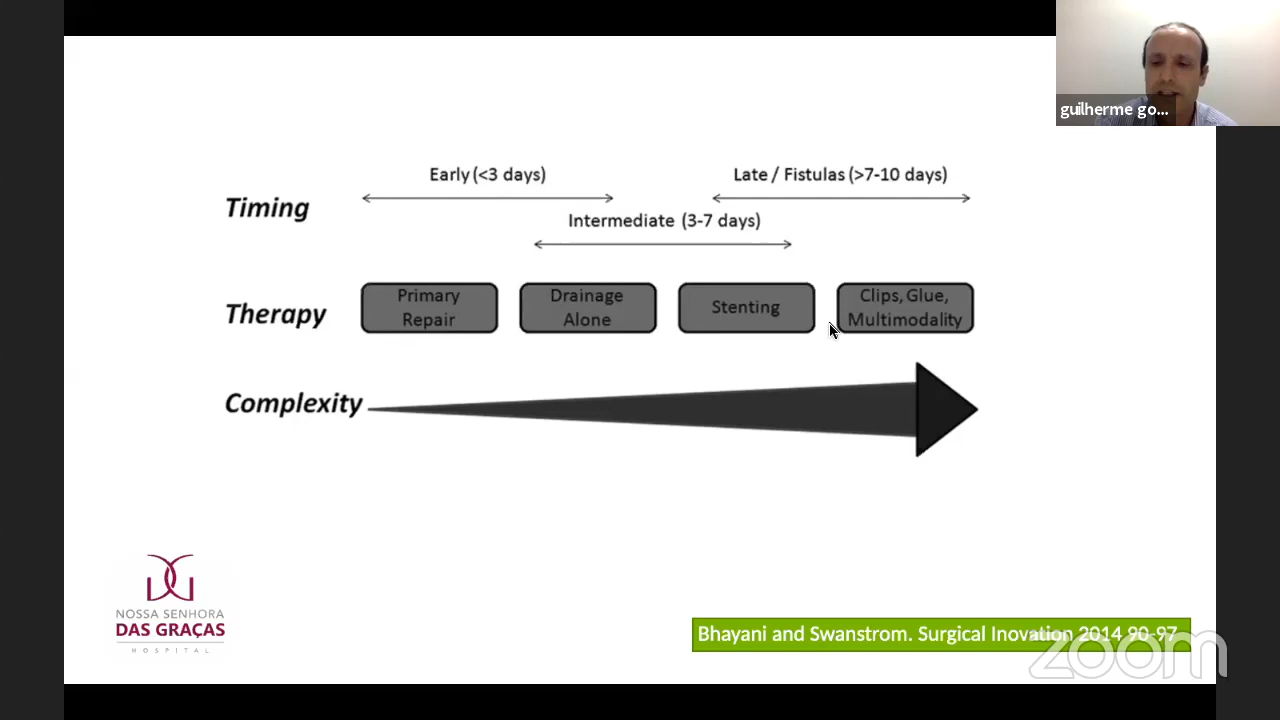 guilherme go...
Early (<3 days)
Late / Fistulas (>7-10 days)
Timing
Intermediate (3-7 days)
Therapy
Primary
Repair
Drainage
Alone
Stenting
Clips, Glue,
Multimodality
Complexity
NOSSA SENHORA
DAS GRAÇAS
HOSPITAL
Bhayani and Swanstrom. Surgical Inovation 2014 90-97
zoom